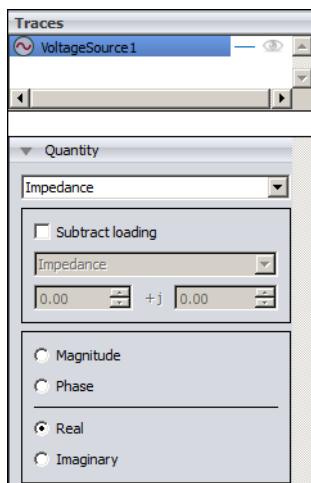 Traces
VoltageSource1
Quantity
Impedance
Subtract loading
Impedance
0.00 +j 0.00
Magnitude
Phase
Real
Imaginary